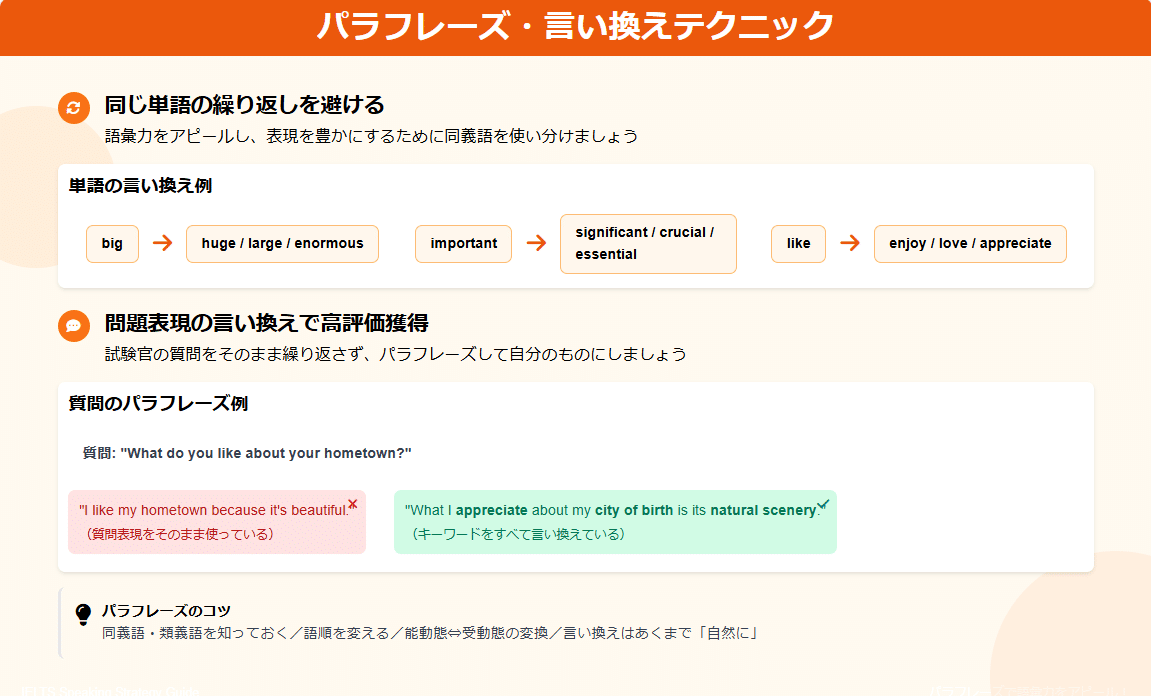 パラフレーズ・言い換えテクニック
同じ単語の繰り返しを避ける
語彙力をアピールし、表現を豊かにするために同義語を使い分けましょう
単語の言い換え例
big → huge / large / enormous
important → significant / crucial / essential
like → enjoy / love / appreciate
問題表現の言い換えで高評価獲得
試験官の質問をそのまま繰り返さず、パラフレーズして自分のものにしましょう
質問のパラフレーズ例
質問: "What do you like about your hometown?"
"I like my hometown because it's beautiful."
（質問表現をそのまま使っている）
"What I appreciate about my city of birth is its natural scenery."
（キーワードをすべて言い換えている）
パラフレーズのコツ
同義語・類義語を知っておく／語順を変える／能動態⇔受動態の変換／言い換えはあくまで「自然に」